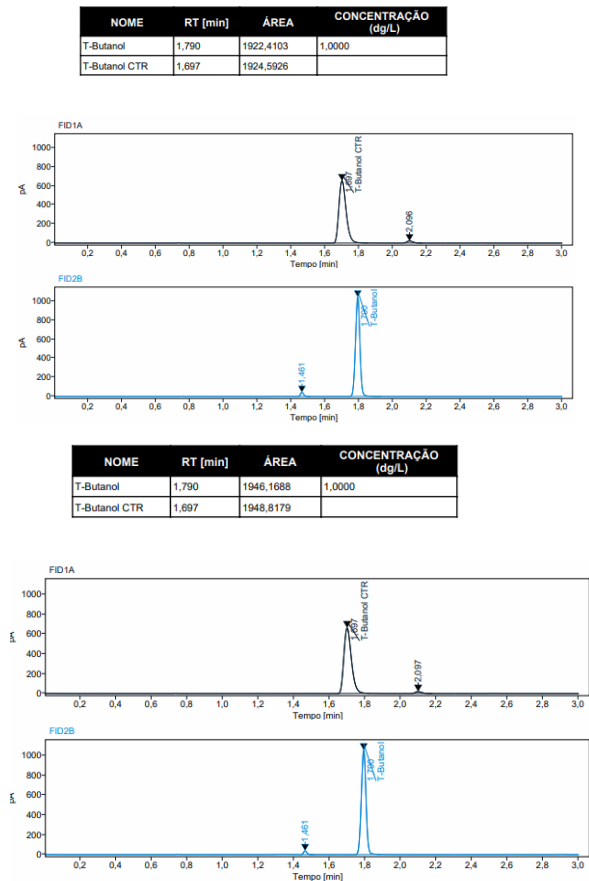 NOME RT [min] ÁREA CONCENTRAÇÃO (dg/L)
T-Butanol 1,790 1922,4103 1,0000
T-Butanol CTR 1,697 1924,5926
FID1A
pA
1000
800
600
400
200
0
1,697
T-Butanol CTR
2,096
0,2 0,4 0,6 0,8 1,0 1,2 1,4 1,6 1,8 2,0 2,2 2,4 2,6 2,8 3,0
Tempo [min]
FID2B
pA
1000
800
600
400
200
0
1,461
1,790
T-Butanol
0,2 0,4 0,6 0,8 1,0 1,2 1,4 1,6 1,8 2,0 2,2 2,4 2,6 2,8 3,0
Tempo [min]
NOME RT [min] ÁREA CONCENTRAÇÃO (dg/L)
T-Butanol 1,790 1946,1688 1,0000
T-Butanol CTR 1,697 1948,8179
FID1A
pA
1000
800
600
400
200
0
1,697
T-Butanol CTR
2,097
0,2 0,4 0,6 0,8 1,0 1,2 1,4 1,6 1,8 2,0 2,2 2,4 2,6 2,8 3,0
Tempo [min]
FID2B
pA
1000
800
600
400
200
0
1,461
1,790
T-Butanol
0,2 0,4 0,6 0,8 1,0 1,2 1,4 1,6 1,8 2,0 2,2 2,4 2,6 2,8 3,0
Tempo [min]